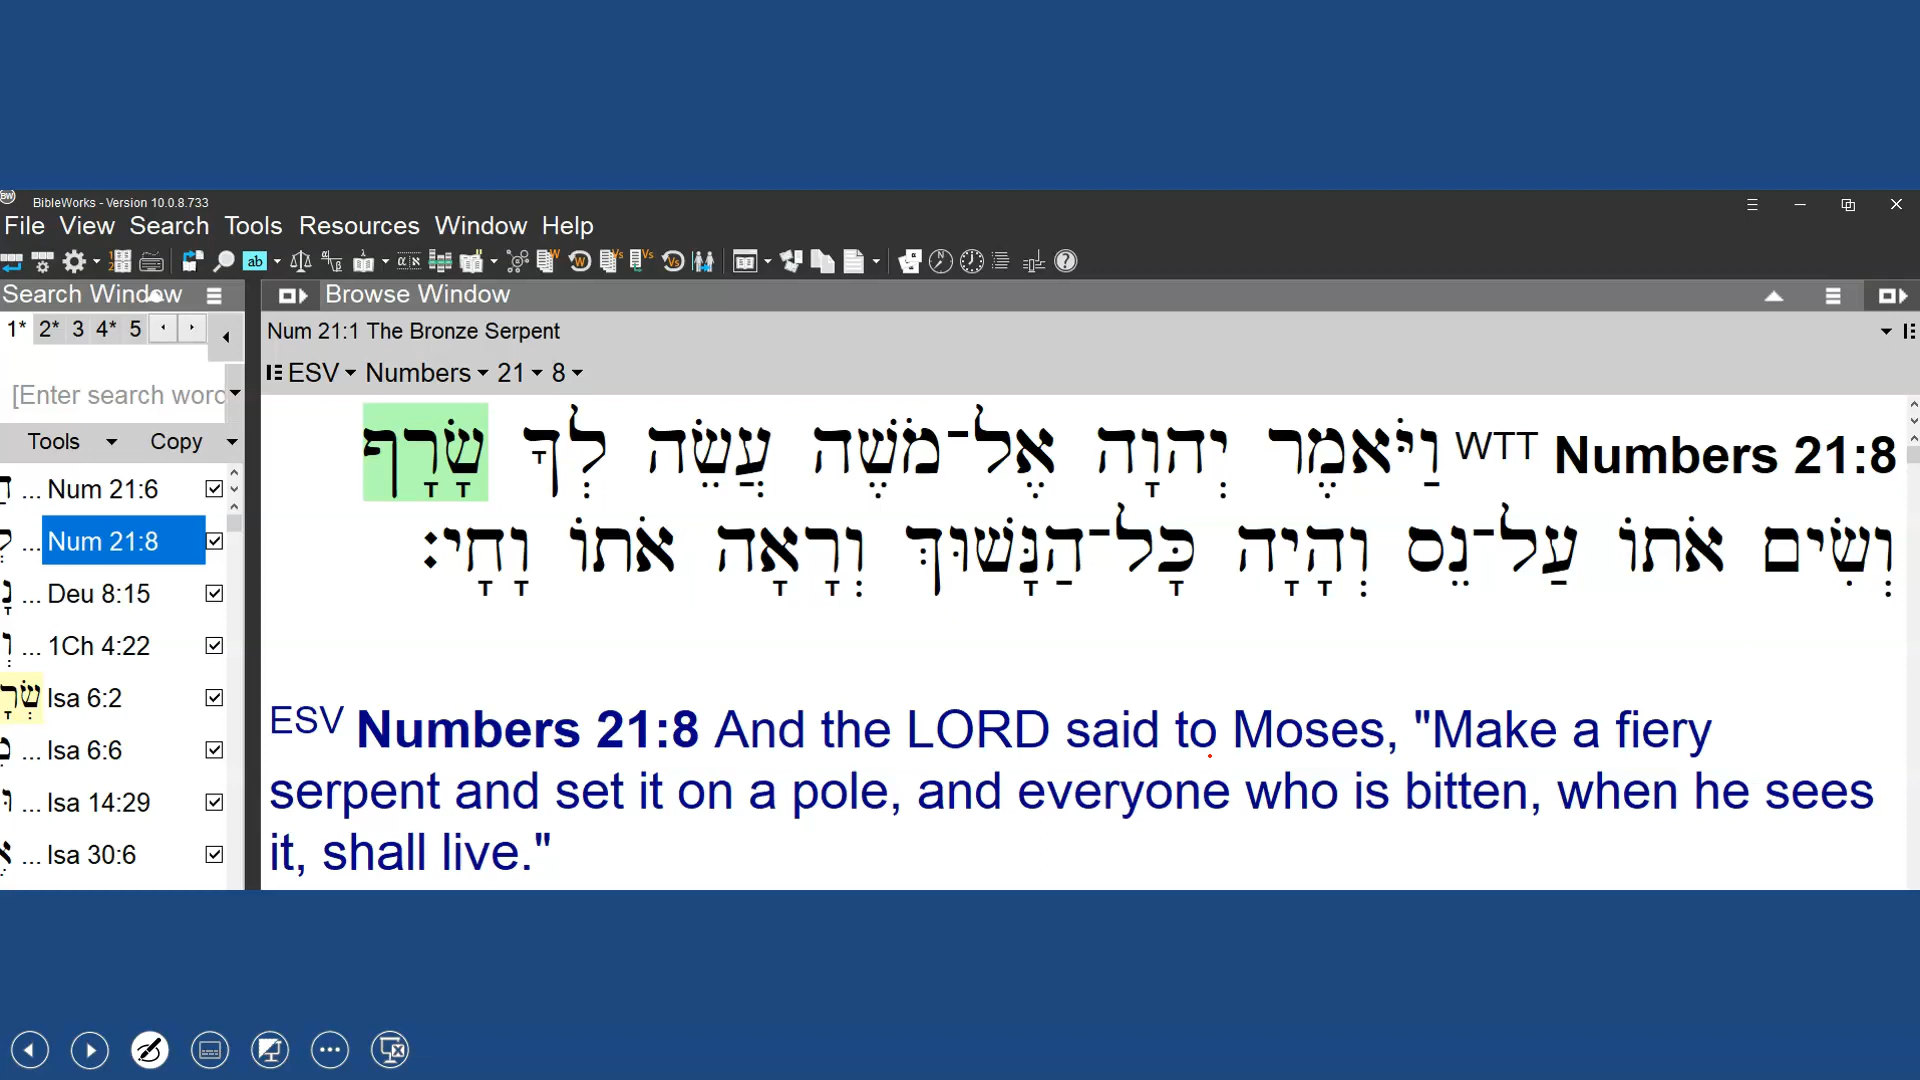 BibleWorks - Version 10.0.8.733
File View Search Tools Resources Window Help
Search Window
Browse Window
1* 2* 3 4* 5
Num 21:1 The Bronze Serpent
ESV Numbers 21 8
[Enter search word
Tools Copy
... Num 21:6
... Num 21:8
... Deu 8:15
... 1Ch 4:22
Isa 6:2
... Isa 6:6
... Isa 14:29
... Isa 30:6
WTT Numbers 21:8 וַיֹּאמֶר יְהוָה אֶל־מֹשֶׁה עֲשֵׂה לְךָ שָׂרָף
וְשִׂים אֹתוֹ עַל־נֵס וְהָיָה כָּל־הַנָּשׁוּךְ וְרָאָה אֹתוֹ וָחָי׃
ESV Numbers 21:8 And the LORD said to Moses, "Make a fiery
serpent and set it on a pole, and everyone who is bitten, when he sees
it, shall live."